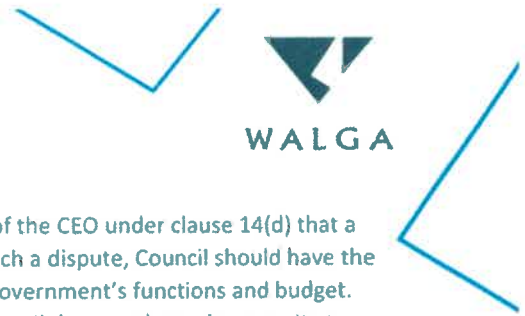 WALGA
of the CEO under clause 14(d) that a
ch a dispute, Council should have the
overnment's functions and budget.